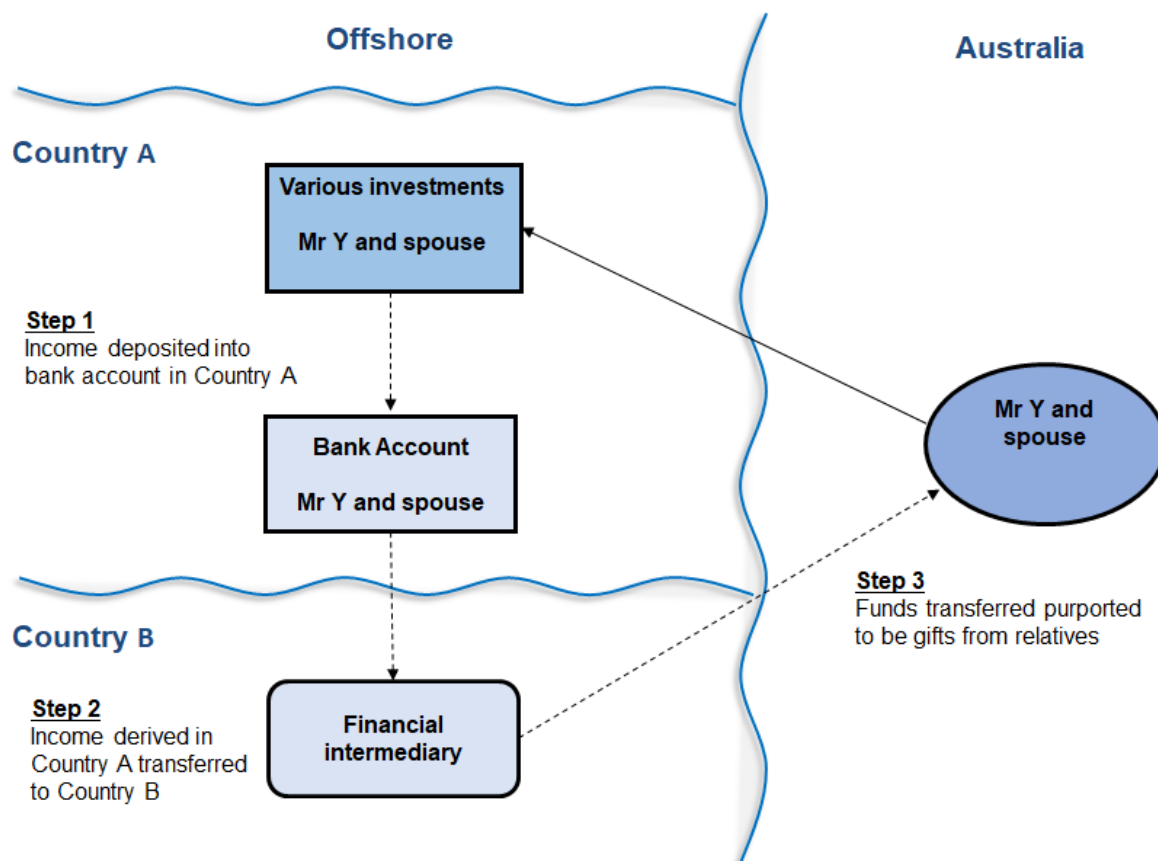 Offshore
Australia
Country A
Various investments
Mr Y and spouse
Step 1
Income deposited into
bank account in Country A
Mr Y and
spouse
Bank Account
Mr Y and spouse
Step 3
Funds transferred purported
to be gifts from relatives
Country B
Step 2
Income derived in
Country A transferred
to Country B
Financial
intermediary